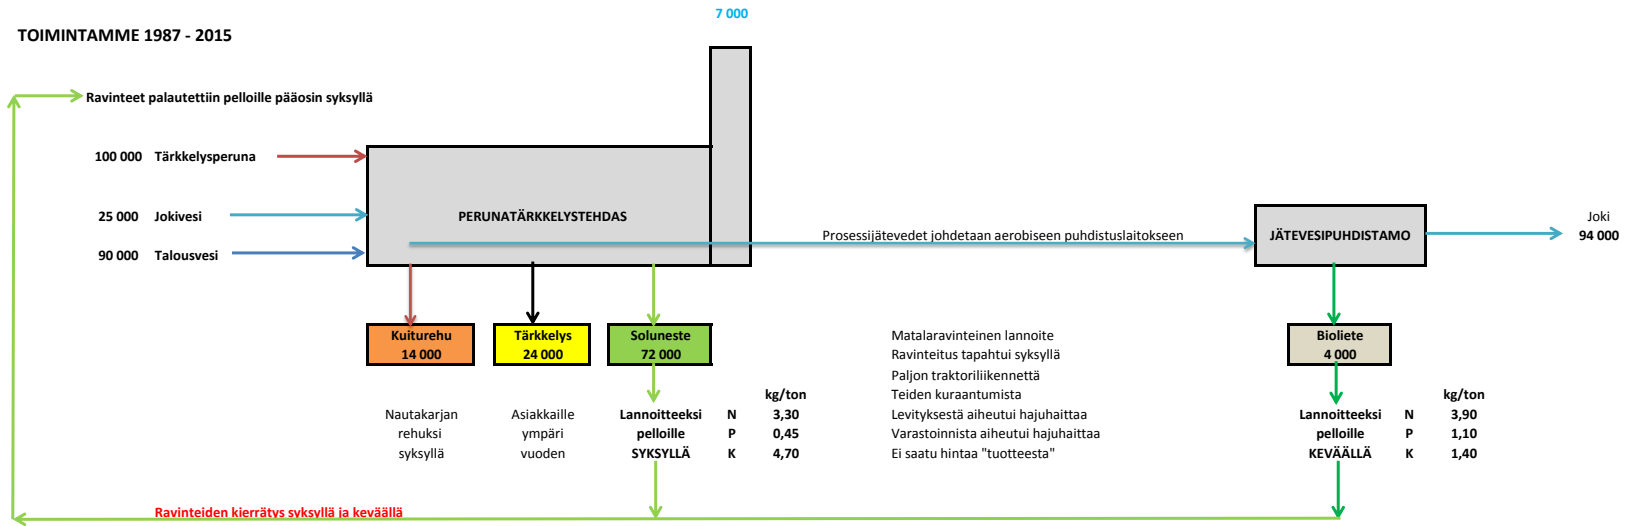 7 000
TOIMINTAMME 1987 - 2015
Ravinteet palautettiin pelloille pääosin syksyllä
100 000 Tärkkelysperuna
25 000 Jokivesi
90 000 Talousvesi
PERUNATÄRKKELYSTEHDAS
Prosessijätevedet johdetaan aerobiseen puhdistuslaitokseen
JÄTEVESIPUHDISTAMO
Joki
94 000
Kuiturehu
14 000
Tärkkelys
24 000
Soluneste
72 000
Matalaravinteinen lannoite
Ravinteitus tapahtui syksyllä
Paljon traktoriliikennettä
Teiden kuraantumista
Levityksestä aiheutui hajuhaittaa
Varastoinnista aiheutui hajuhaittaa
Ei saatu hintaa "tuotteesta"
Bioliete
4 000
Nautakarjan
rehuksi
syksyllä
Asiakkaille
ympäri
vuoden
kg/ton
Lannoitteeksi N 3,30
pelloille P 0,45
SYKSYLLÄ K 4,70
kg/ton
Lannoitteeksi N 3,90
pelloille P 1,10
KEVÄÄLLÄ K 1,40
Ravinteiden kierrätys syksyllä ja keväällä